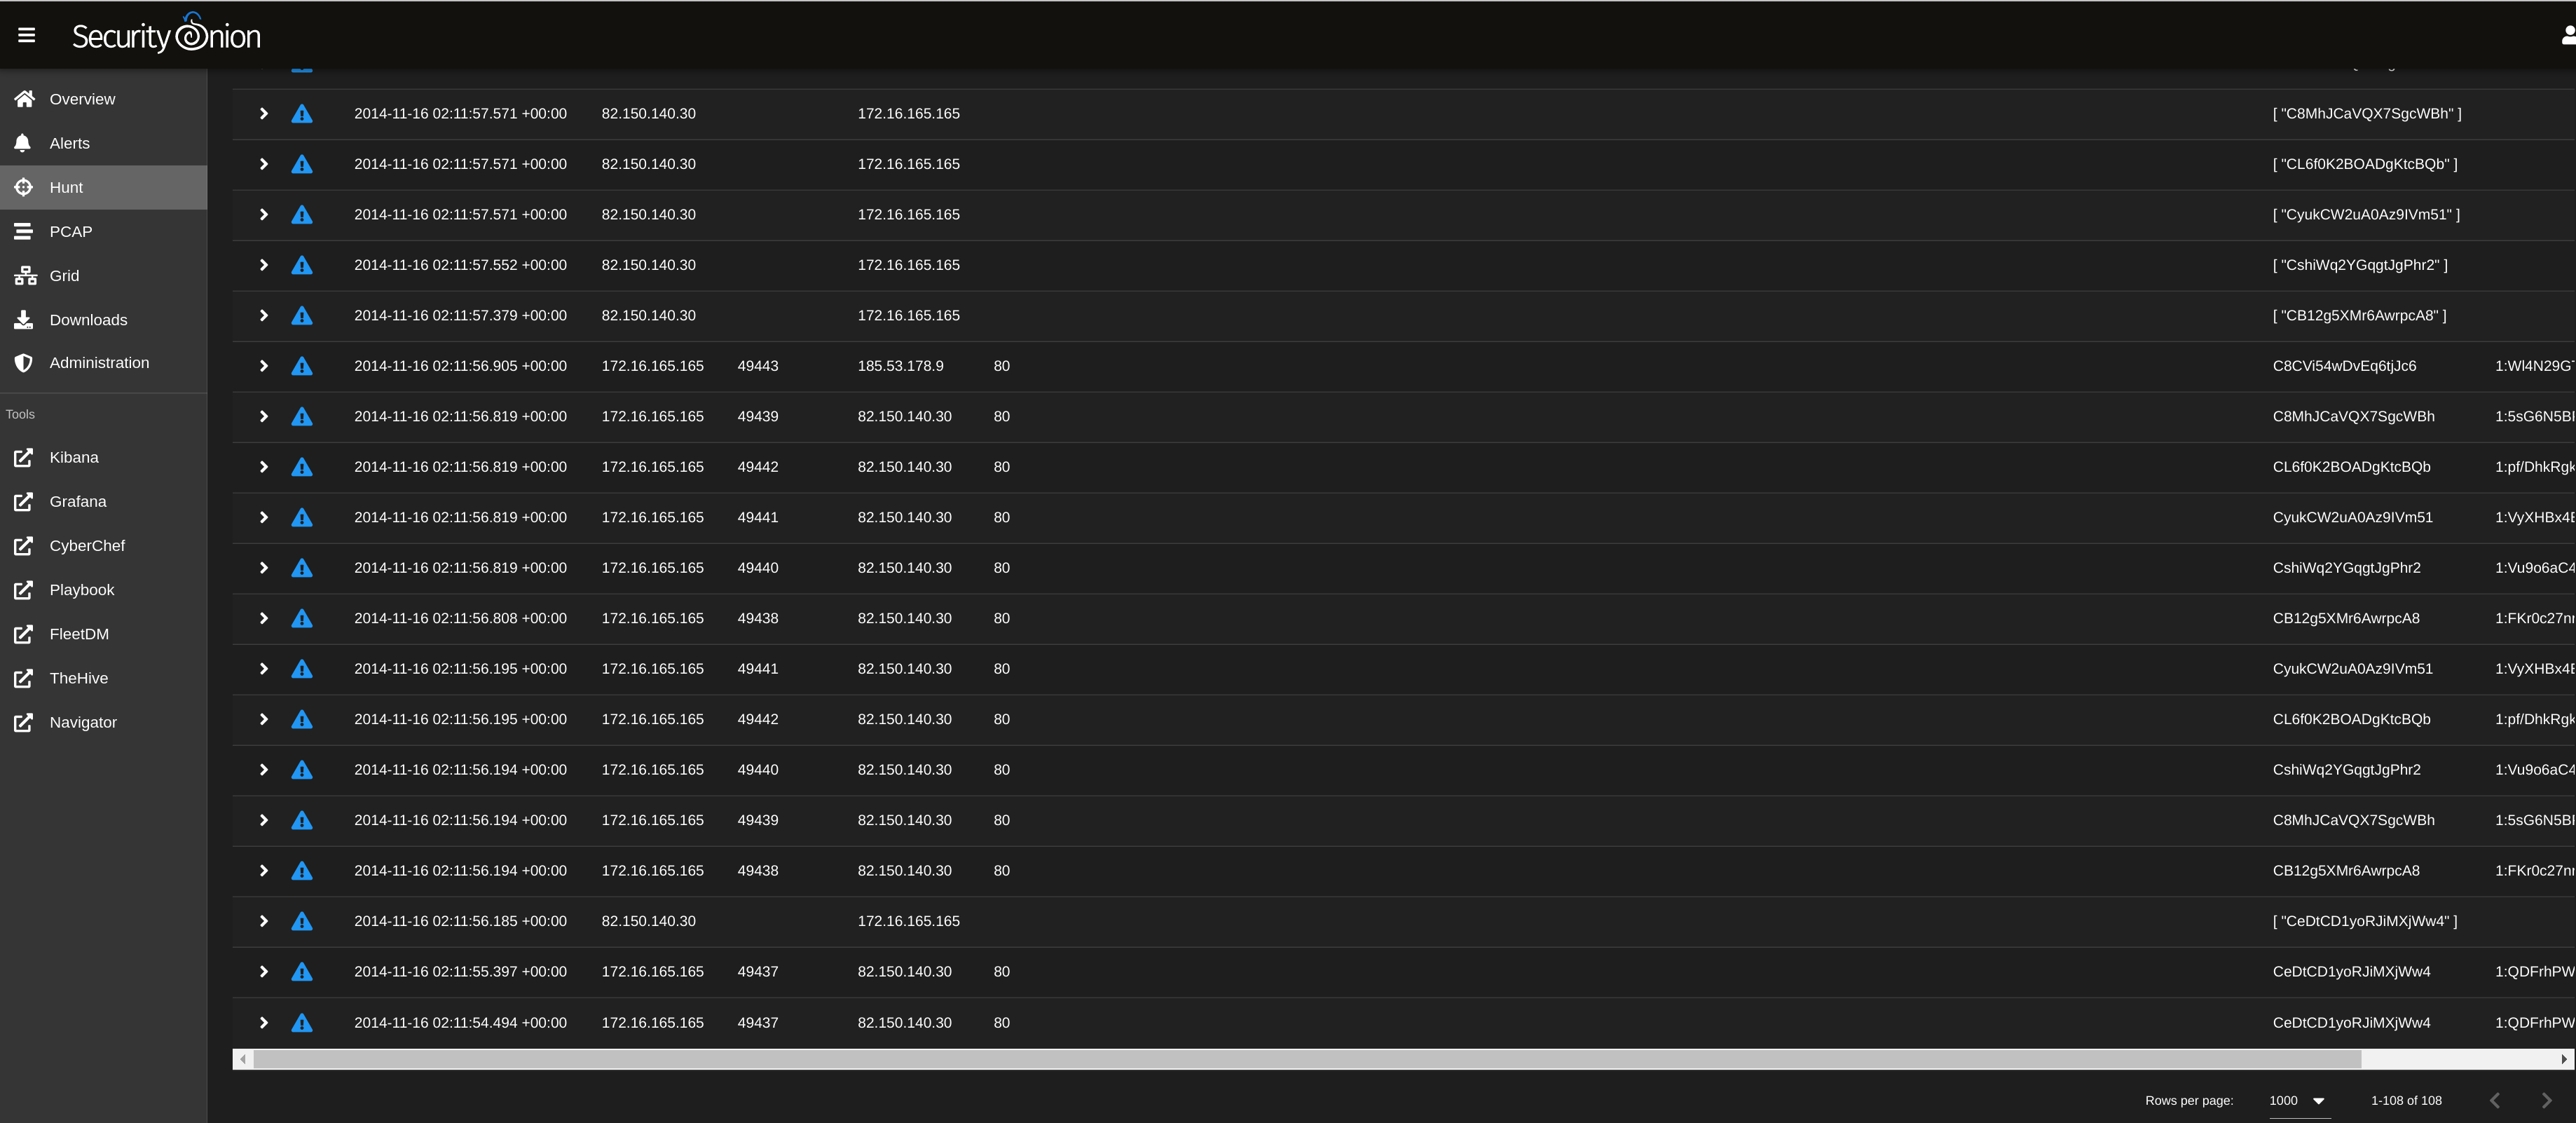 Security Onion
Overview
Alerts
Hunt
PCAP
Grid
Downloads
Administration
Tools
Kibana
Grafana
CyberChef
Playbook
FleetDM
TheHive
Navigator
2014-11-16 02:11:57.571 +00:00 82.150.140.30 172.16.165.165 [ "C8MhJCaVQX7SgcWBh" ]
2014-11-16 02:11:57.571 +00:00 82.150.140.30 172.16.165.165 [ "CL6f0K2BOADgKtcBQb" ]
2014-11-16 02:11:57.571 +00:00 82.150.140.30 172.16.165.165 [ "CyukCW2uA0Az9IVm51" ]
2014-11-16 02:11:57.552 +00:00 82.150.140.30 172.16.165.165 [ "CshiWq2YGqgtJgPhr2" ]
2014-11-16 02:11:57.379 +00:00 82.150.140.30 172.16.165.165 [ "CB12g5XMr6AwrpcA8" ]
2014-11-16 02:11:56.905 +00:00 172.16.165.165 49443 185.53.178.9 80 C8CVi54wDvEq6tjJc6 1:Wl4N29G
2014-11-16 02:11:56.819 +00:00 172.16.165.165 49439 82.150.140.30 80 C8MhJCaVQX7SgcWBh 1:5sG6N5B
2014-11-16 02:11:56.819 +00:00 172.16.165.165 49442 82.150.140.30 80 CL6f0K2BOADgKtcBQb 1:pf/DhkRgk
2014-11-16 02:11:56.819 +00:00 172.16.165.165 49441 82.150.140.30 80 CyukCW2uA0Az9IVm51 1:VyXHBx4
2014-11-16 02:11:56.819 +00:00 172.16.165.165 49440 82.150.140.30 80 CshiWq2YGqgtJgPhr2 1:Vu9o6aC4
2014-11-16 02:11:56.808 +00:00 172.16.165.165 49438 82.150.140.30 80 CB12g5XMr6AwrpcA8 1:FKr0c27n
2014-11-16 02:11:56.195 +00:00 172.16.165.165 49441 82.150.140.30 80 CyukCW2uA0Az9IVm51 1:VyXHBx4
2014-11-16 02:11:56.195 +00:00 172.16.165.165 49442 82.150.140.30 80 CL6f0K2BOADgKtcBQb 1:pf/DhkRgk
2014-11-16 02:11:56.194 +00:00 172.16.165.165 49440 82.150.140.30 80 CshiWq2YGqgtJgPhr2 1:Vu9o6aC4
2014-11-16 02:11:56.194 +00:00 172.16.165.165 49439 82.150.140.30 80 C8MhJCaVQX7SgcWBh 1:5sG6N5B
2014-11-16 02:11:56.194 +00:00 172.16.165.165 49438 82.150.140.30 80 CB12g5XMr6AwrpcA8 1:FKr0c27n
2014-11-16 02:11:56.185 +00:00 82.150.140.30 172.16.165.165 [ "CeDtCD1yoRJiMXjWw4" ]
2014-11-16 02:11:55.397 +00:00 172.16.165.165 49437 82.150.140.30 80 CeDtCD1yoRJiMXjWw4 1:QDFrhPW
2014-11-16 02:11:54.494 +00:00 172.16.165.165 49437 82.150.140.30 80 CeDtCD1yoRJiMXjWw4 1:QDFrhPW
Rows per page: 1000 1-108 of 108